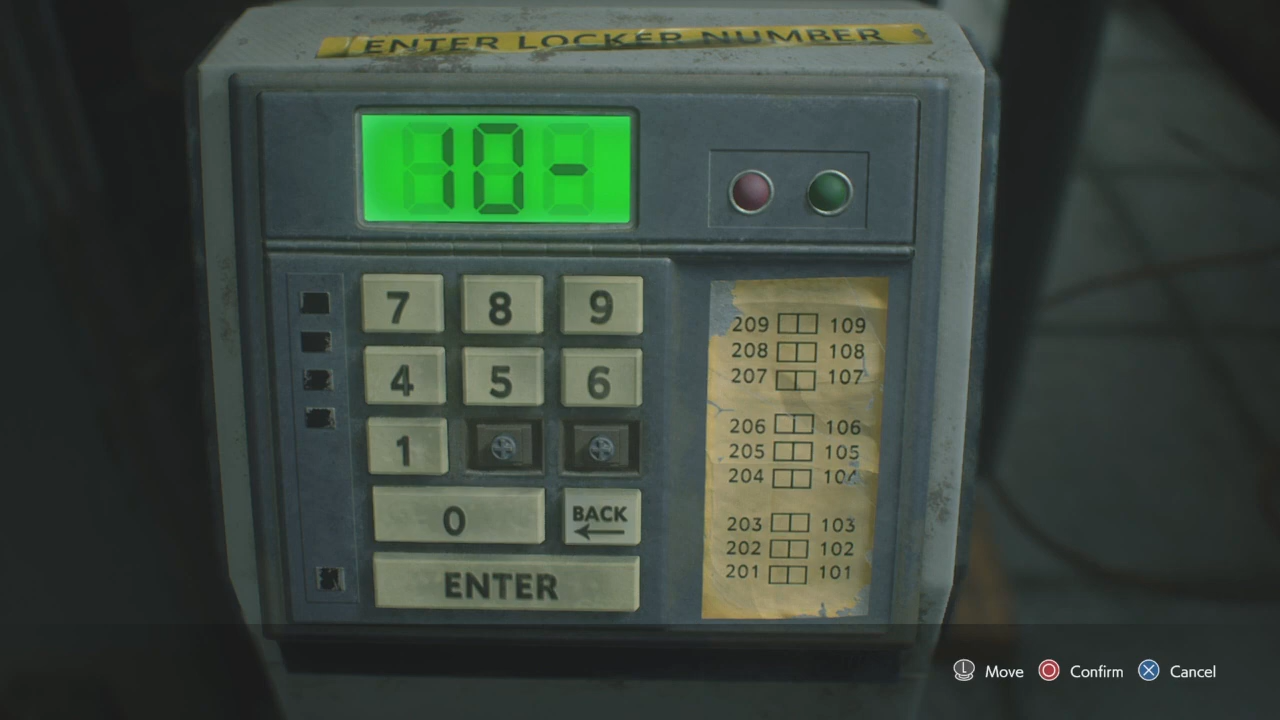 ENTER LOCKER NUMBER
10-
7 8 9
4 5 6
1
0 BACK
ENTER
209 109
208 108
207 107
206 106
205 105
204 104
203 103
202 102
201 101
L Move Confirm Cancel